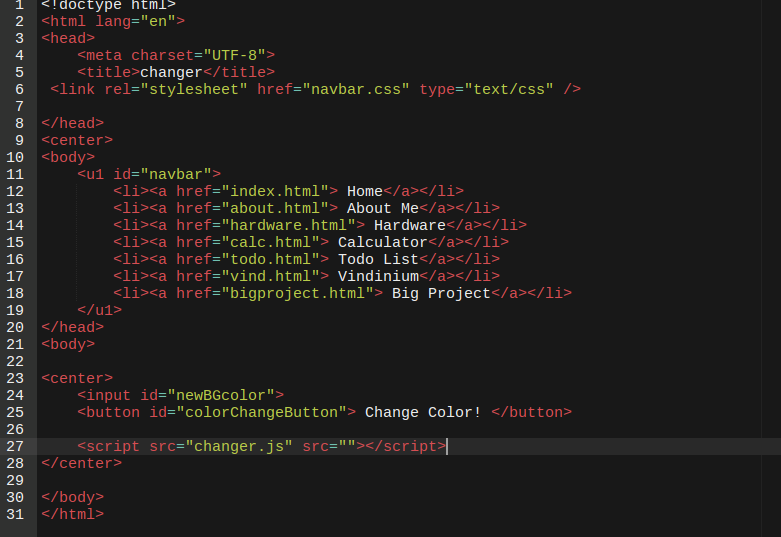 1 <!doctype html>
2 <html lang="en">
3 <head>
4     <meta charset="UTF-8">
5     <title>changer</title>
6  <link rel="stylesheet" href="navbar.css" type="text/css" />
7
8 </head>
9 <center>
10 <body>
11     <u1 id="navbar">
12         <li><a href="index.html"> Home</a></li>
13         <li><a href="about.html"> About Me</a></li>
14         <li><a href="hardware.html"> Hardware</a></li>
15         <li><a href="calc.html"> Calculator</a></li>
16         <li><a href="todo.html"> Todo List</a></li>
17         <li><a href="vind.html"> Vindinium</a></li>
18         <li><a href="bigproject.html"> Big Project</a></li>
19     </u1>
20 </head>
21 <body>
22
23 <center>
24     <input id="newBGcolor">
25     <button id="colorChangeButton"> Change Color! </button>
26
27     <script src="changer.js" src=""></script>
28 </center>
29
30 </body>
31 </html>